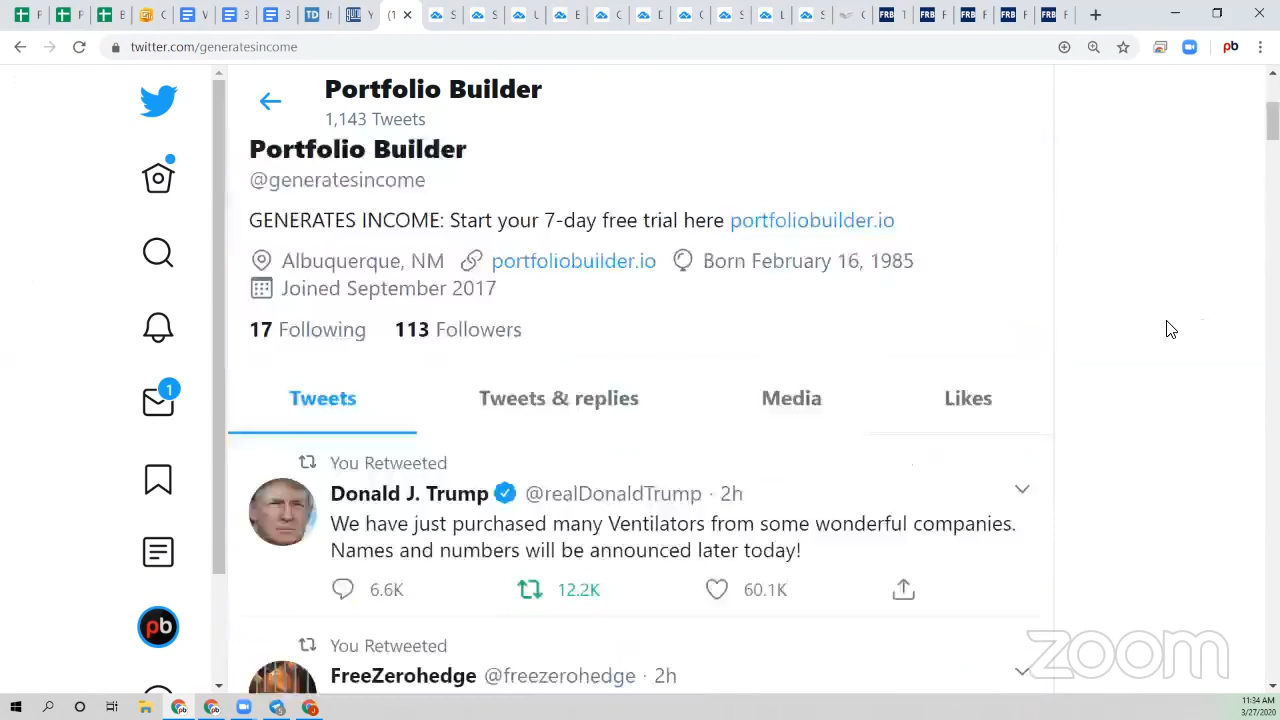 twitter.com/generatesincome
pb
Portfolio Builder
1,143 Tweets
Portfolio Builder
@generatesincome
GENERATES INCOME: Start your 7-day free trial here portfoliobuilder.io
Albuquerque, NM portfoliobuilder.io Born February 16, 1985
Joined September 2017
17 Following 113 Followers
1
Tweets Tweets & replies Media Likes
You Retweeted
Donald J. Trump @realDonaldTrump · 2h
We have just purchased many Ventilators from some wonderful companies.
Names and numbers will be announced later today!
6.6K 12.2K 60.1K
pb
You Retweeted
FreeZerohedge @freezerohedge · 2h
zoom
11:34 AM
3/27/2020